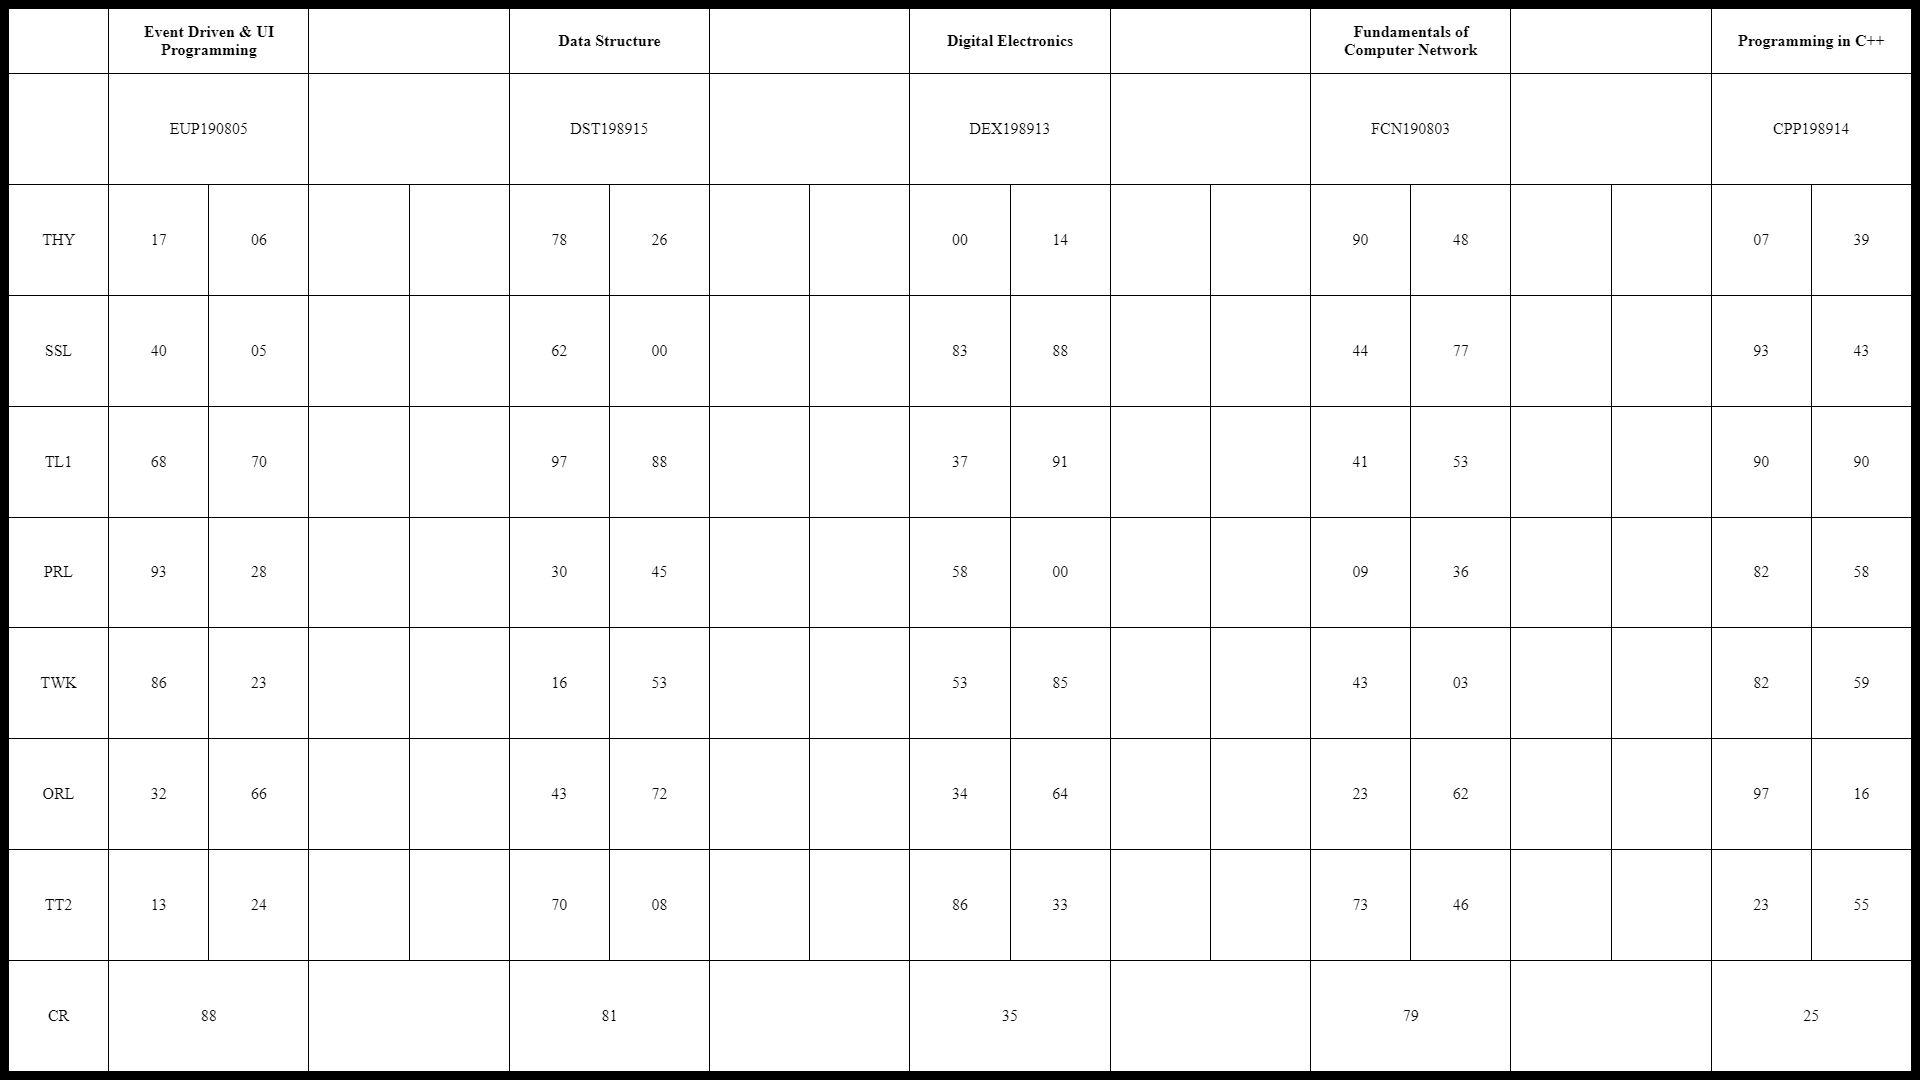 Event Driven & UI
Programming
Data Structure
Digital Electronics
Fundamentals of
Computer Network
Programming in C++
EUP190805
DST198915
DEX198913
FCN190803
CPP198914
THY 17 06 78 26 00 14 90 48 07 39
SSL 40 05 62 00 83 88 44 77 93 43
TL1 68 70 97 88 37 91 41 53 90 90
PRL 93 28 30 45 58 00 09 36 82 58
TWK 86 23 16 53 53 85 43 03 82 59
ORL 32 66 43 72 34 64 23 62 97 16
TT2 13 24 70 08 86 33 73 46 23 55
CR 88 81 35 79 25